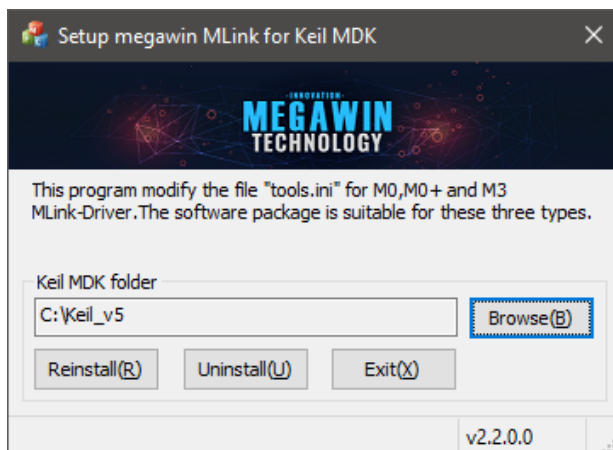 Setup megawin MLink for Keil MDK
-INNOVATION-
MEGAWIN
TECHNOLOGY
This program modify the file "tools.ini" for M0,M0+ and M3
MLink-Driver.The software package is suitable for these three types.
Keil MDK folder
C:\Keil_v5
Browse(B)
Reinstall(R)
Uninstall(U)
Exit(X)
v2.2.0.0